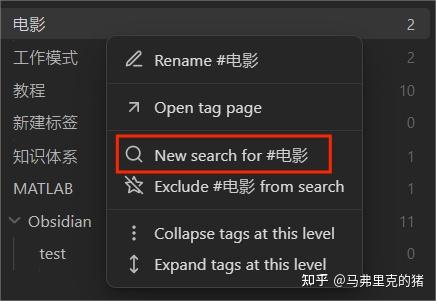 电影 2
Rename #电影
工作模式 2
Open tag page
教程 10
新建标签 0
New search for #电影
知识体系 1
Exclude #电影 from search
MATLAB 0
Obsidian 11
Collapse tags at this level
test 0
Expand tags at this level
知乎 @马弗里克的猪